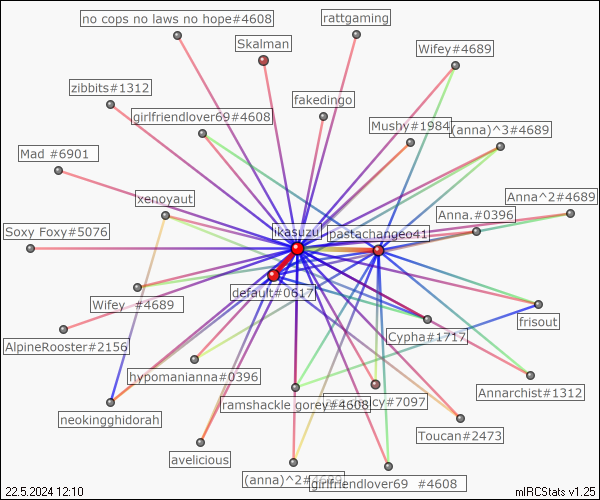 no cops no laws no hope#4608
rattgaming
Skalman
Wifey#4689
zibbits#1312
fakedingo
girlfriendlover69#4608
Mushy#1984
(anna)^3#4689
Mad #6901
xenoyaut
Anna^2#4689
Anna.#0396
Soxy Foxy#5076
ikasuzu
pastachangeo41
default#0617
Wifey #4689
frisout
Cypha#1717
AlpineRooster#2156
hypomanianna#0396
Annarchist#1312
ramshackle gorey#4608
cy#7097
neokingghidorah
Toucan#2473
avelicious
(anna)^2#4689
girlfriendlover69 #4608
22.5.2024 12:10
mIRCStats v1.25